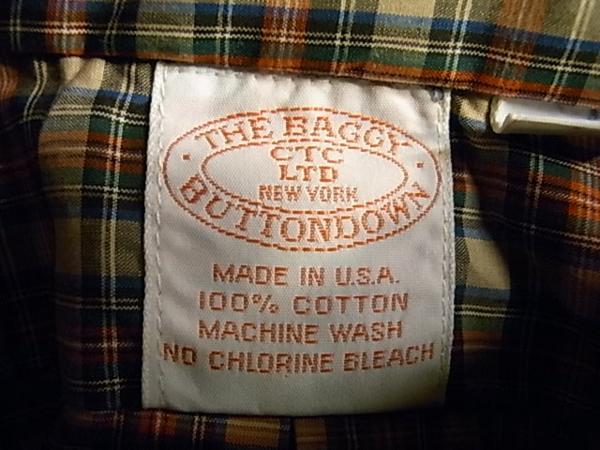 THE BAGGY
CTC
LTD
NEW YORK
BUTTONDOWN
MADE IN U.S.A.
100% COTTON
MACHINE WASH
NO CHLORINE BLEACH